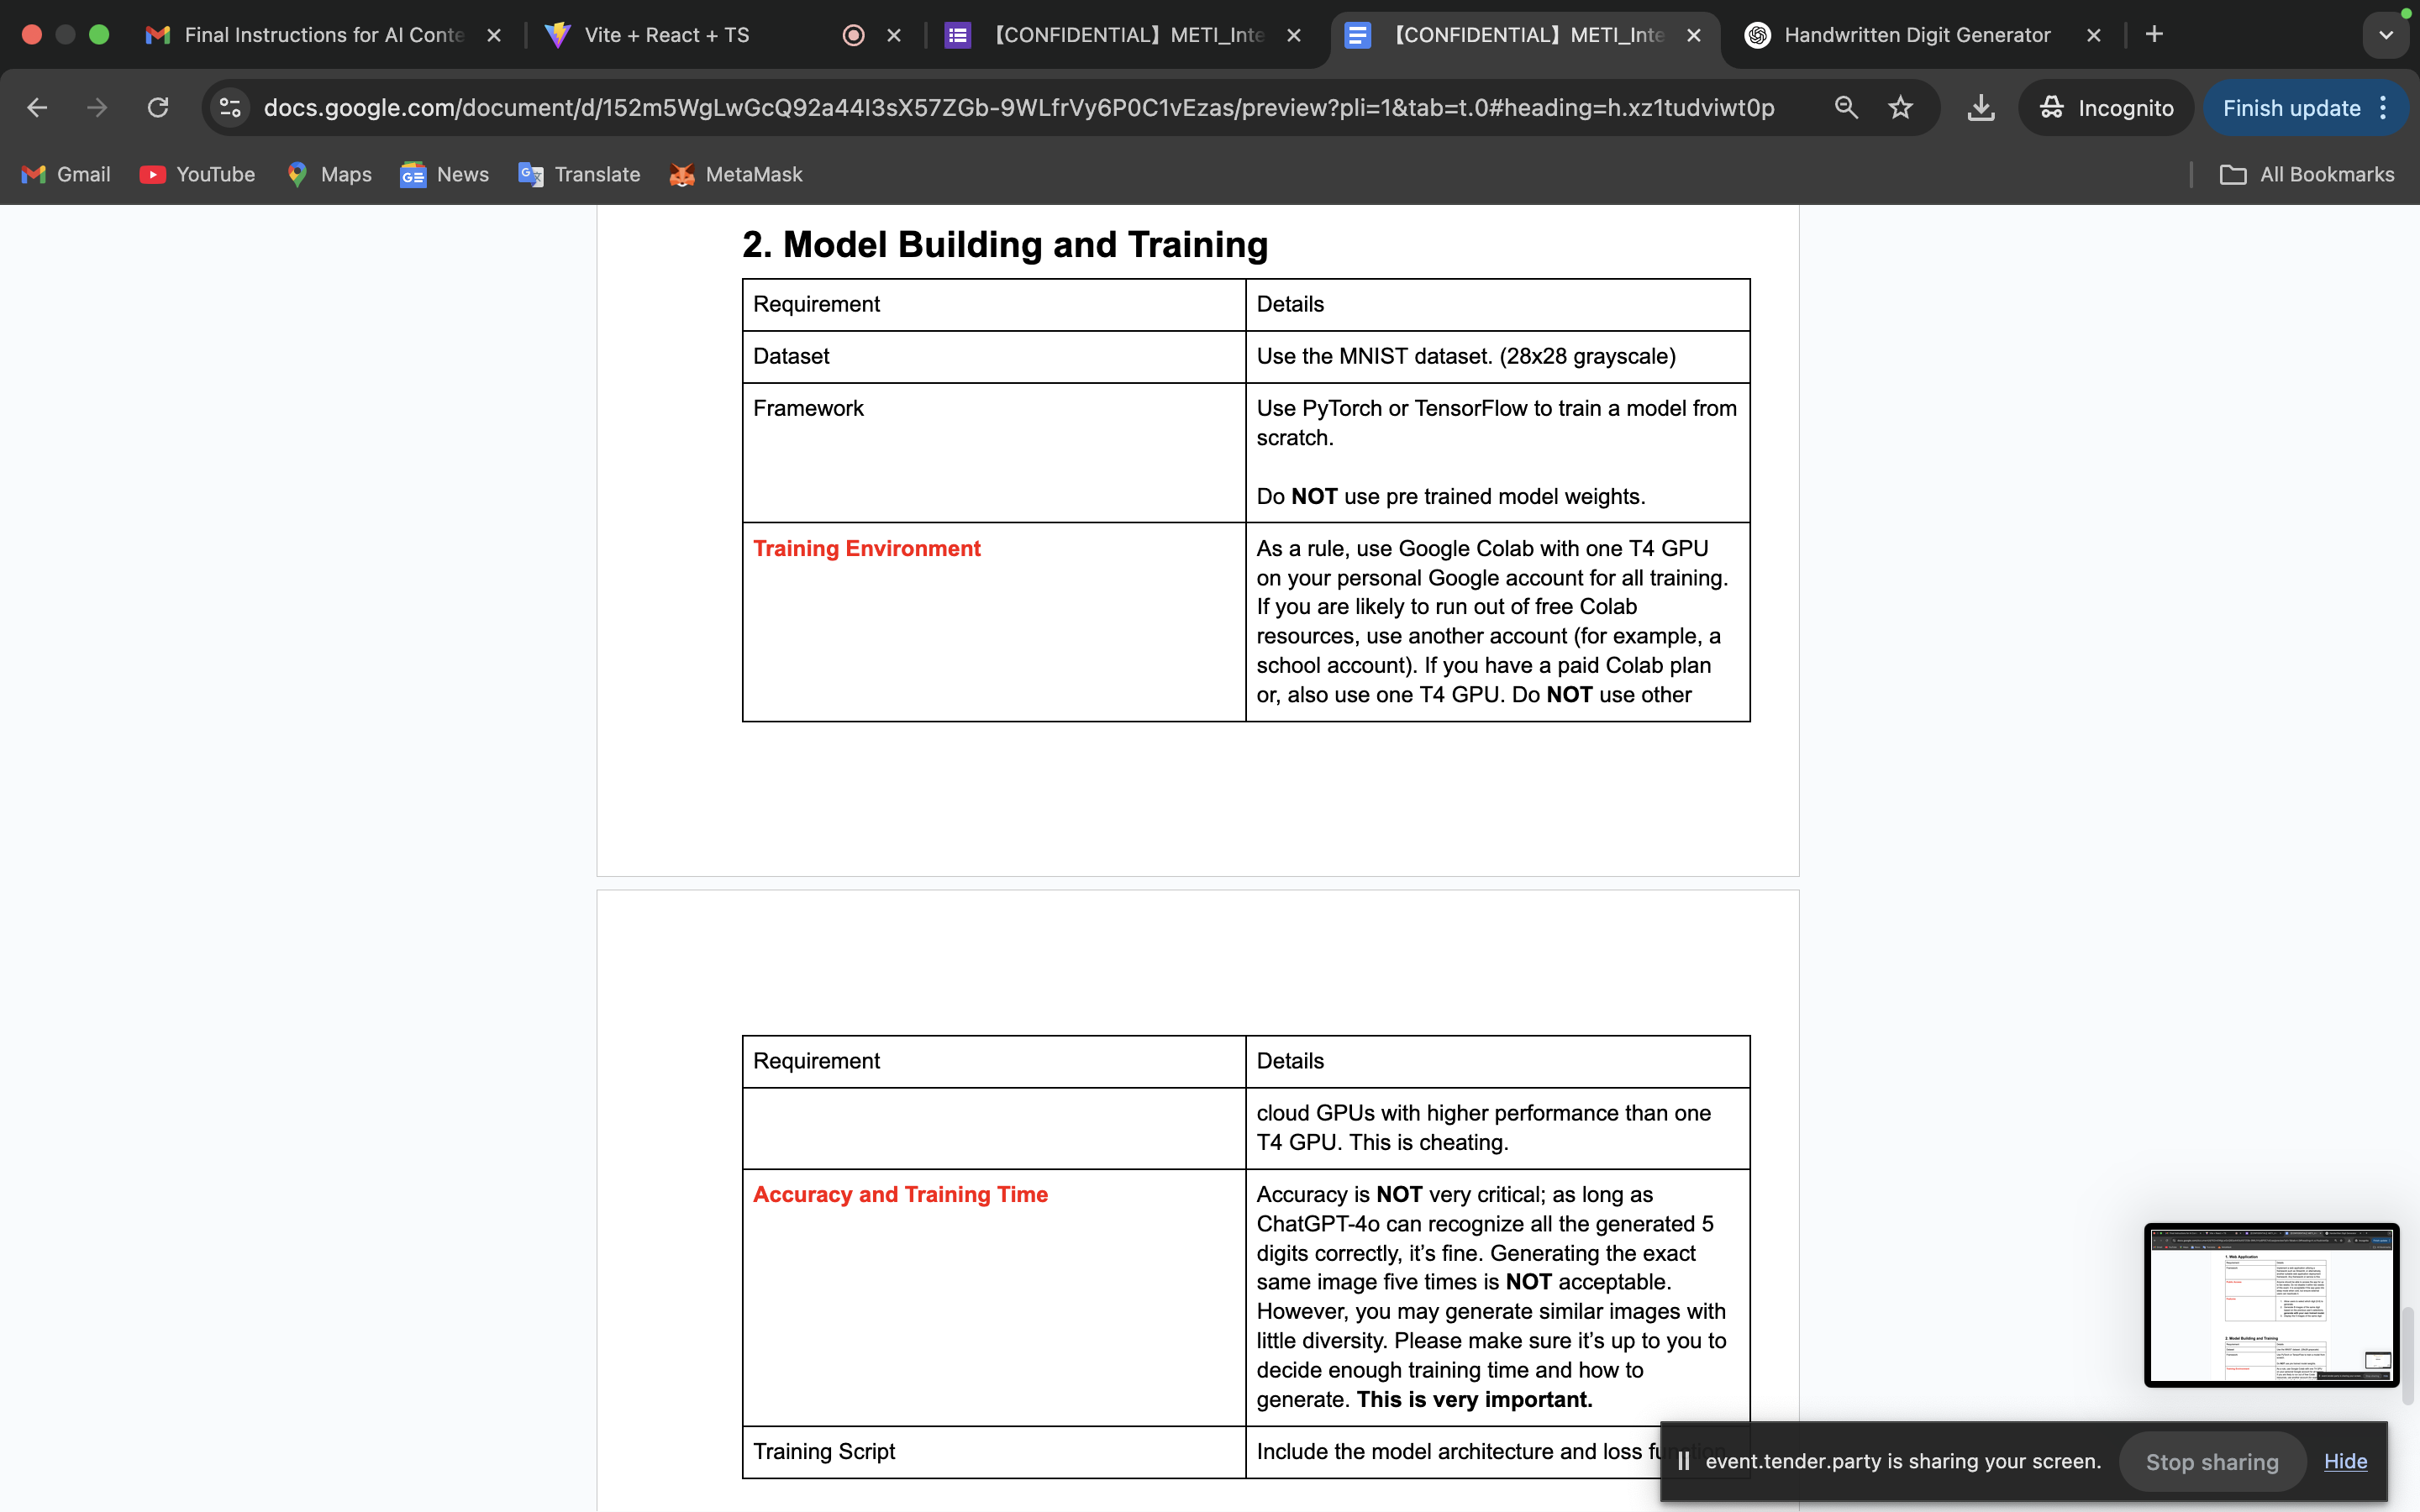 Final Instructions for AI Conte
Vite + React + TS
【CONFIDENTIAL】METI_Inte
【CONFIDENTIAL】METI_Inte
Handwritten Digit Generator
docs.google.com/document/d/152m5WgLwGcQ92a44I3sX57ZGb-9WLfrVy6P0C1vEzas/preview?pli=1&tab=t.0#heading=h.xz1tudviwt0p
Incognito
Finish update
Gmail
YouTube
Maps
News
Translate
MetaMask
All Bookmarks
2. Model Building and Training
Requirement
Details
Dataset
Use the MNIST dataset. (28x28 grayscale)
Framework
Use PyTorch or TensorFlow to train a model from
scratch.
Do NOT use pre trained model weights.
Training Environment
As a rule, use Google Colab with one T4 GPU
on your personal Google account for all training.
If you are likely to run out of free Colab
resources, use another account (for example, a
school account). If you have a paid Colab plan
or, also use one T4 GPU. Do NOT use other
Requirement
Details
cloud GPUs with higher performance than one
T4 GPU. This is cheating.
Accuracy and Training Time
Accuracy is NOT very critical; as long as
ChatGPT-4o can recognize all the generated 5
digits correctly, it's fine. Generating the exact
same image five times is NOT acceptable.
However, you may generate similar images with
little diversity. Please make sure it's up to you to
decide enough training time and how to
generate. This is very important.
Training Script
Include the model architecture and loss function
1. Web Application
2. Model Building and Training
event.tender.party is sharing your screen.
Stop sharing
Hide